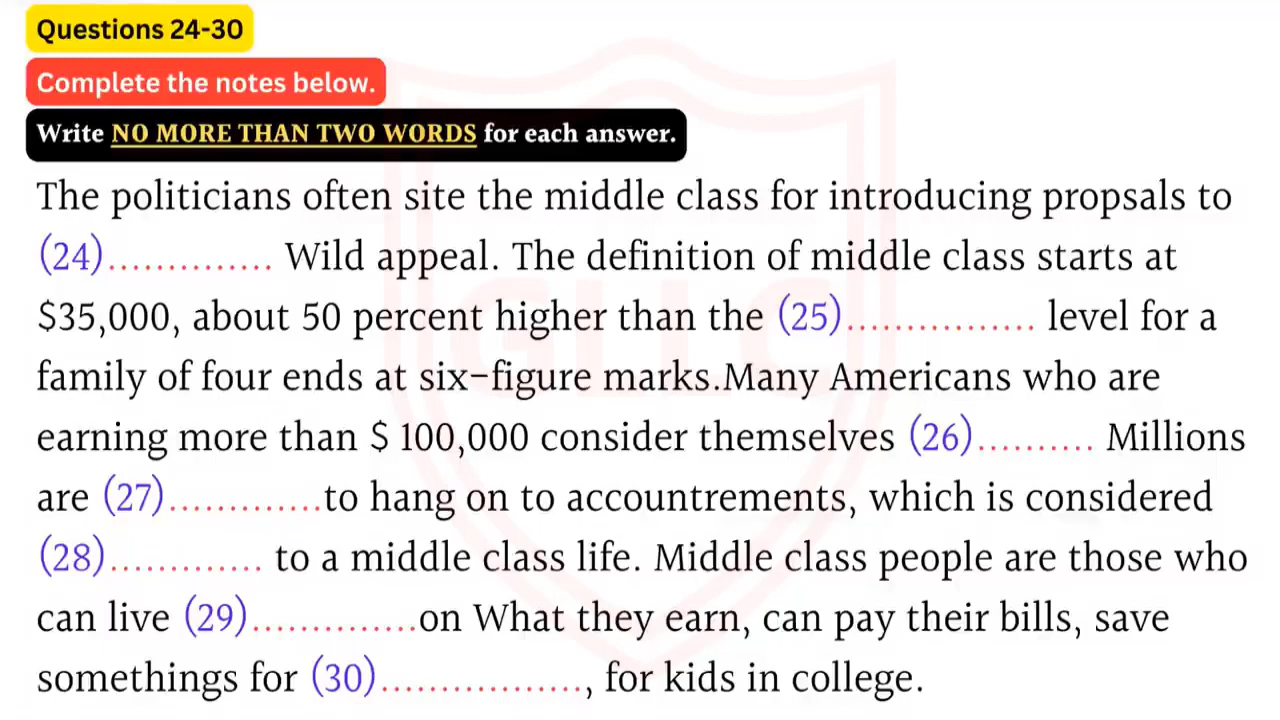 Questions 24-30
Complete the notes below.
Write NO MORE THAN TWO WORDS for each answer.
The politicians often site the middle class for introducing propsals to
(24).............. Wild appeal. The definition of middle class starts at
$35,000, about 50 percent higher than the (25)................ level for a
family of four ends at six-figure marks.Many Americans who are
earning more than $ 100,000 consider themselves (26).......... Millions
are (27).............to hang on to accountrements, which is considered
(28)............. to a middle class life. Middle class people are those who
can live (29)..............on What they earn, can pay their bills, save
somethings for (30)................., for kids in college.
GLLC